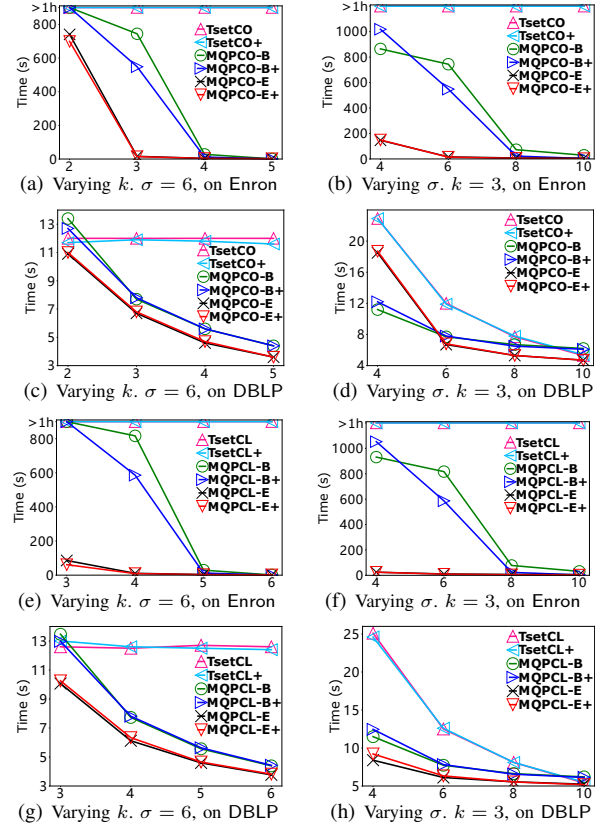 >1h
800
600
400
200
0
Time (s)
2 3 4 5
TsetCO
TsetCO+
MQPCO-B
MQPCO-B+
MQPCO-E
MQPCO-E+
(a) Varying k. σ = 6, on Enron
>1h
1000
800
600
400
200
0
Time (s)
4 6 8 10
TsetCO
TsetCO+
MQPCO-B
MQPCO-B+
MQPCO-E
MQPCO-E+
(b) Varying σ. k = 3, on Enron
13
11
9
7
5
3
Time (s)
2 3 4 5
TsetCO
TsetCO+
MQPCO-B
MQPCO-B+
MQPCO-E
MQPCO-E+
(c) Varying k. σ = 6, on DBLP
20
16
12
8
4
Time (s)
4 6 8 10
TsetCO
TsetCO+
MQPCO-B
MQPCO-B+
MQPCO-E
MQPCO-E+
(d) Varying σ. k = 3, on DBLP
>1h
800
600
400
200
0
Time (s)
3 4 5 6
TsetCL
TsetCL+
MQPCL-B
MQPCL-B+
MQPCL-E
MQPCL-E+
(e) Varying k. σ = 6, on Enron
>1h
1000
800
600
400
200
0
Time (s)
4 6 8 10
TsetCL
TsetCL+
MQPCL-B
MQPCL-B+
MQPCL-E
MQPCL-E+
(f) Varying σ. k = 3, on Enron
13
11
9
7
5
3
Time (s)
3 4 5 6
TsetCL
TsetCL+
MQPCL-B
MQPCL-B+
MQPCL-E
MQPCL-E+
(g) Varying k. σ = 6, on DBLP
25
20
15
10
5
Time (s)
4 6 8 10
TsetCL
TsetCL+
MQPCL-B
MQPCL-B+
MQPCL-E
MQPCL-E+
(h) Varying σ. k = 3, on DBLP